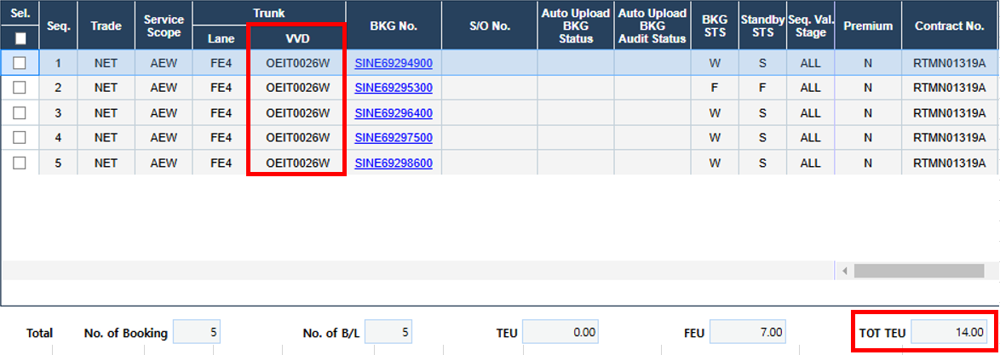 Sel. Seq. Trade Service Scope Trunk BKG No. S/O No. Auto Upload BKG Status Auto Upload BKG Audit Status BKG STS Standby STS Seq. Val. Stage Premium Contract No.
Lane VVD
1 NET AEW FE4 OEIT0026W SINE69294900 W S ALL N RTMN01319A
2 NET AEW FE4 OEIT0026W SINE69295300 F F ALL N RTMN01319A
3 NET AEW FE4 OEIT0026W SINE69296400 W S ALL N RTMN01319A
4 NET AEW FE4 OEIT0026W SINE69297500 W S ALL N RTMN01319A
5 NET AEW FE4 OEIT0026W SINE69298600 W S ALL N RTMN01319A
Total No. of Booking 5 No. of B/L 5 TEU 0.00 FEU 7.00 TOT TEU 14.00